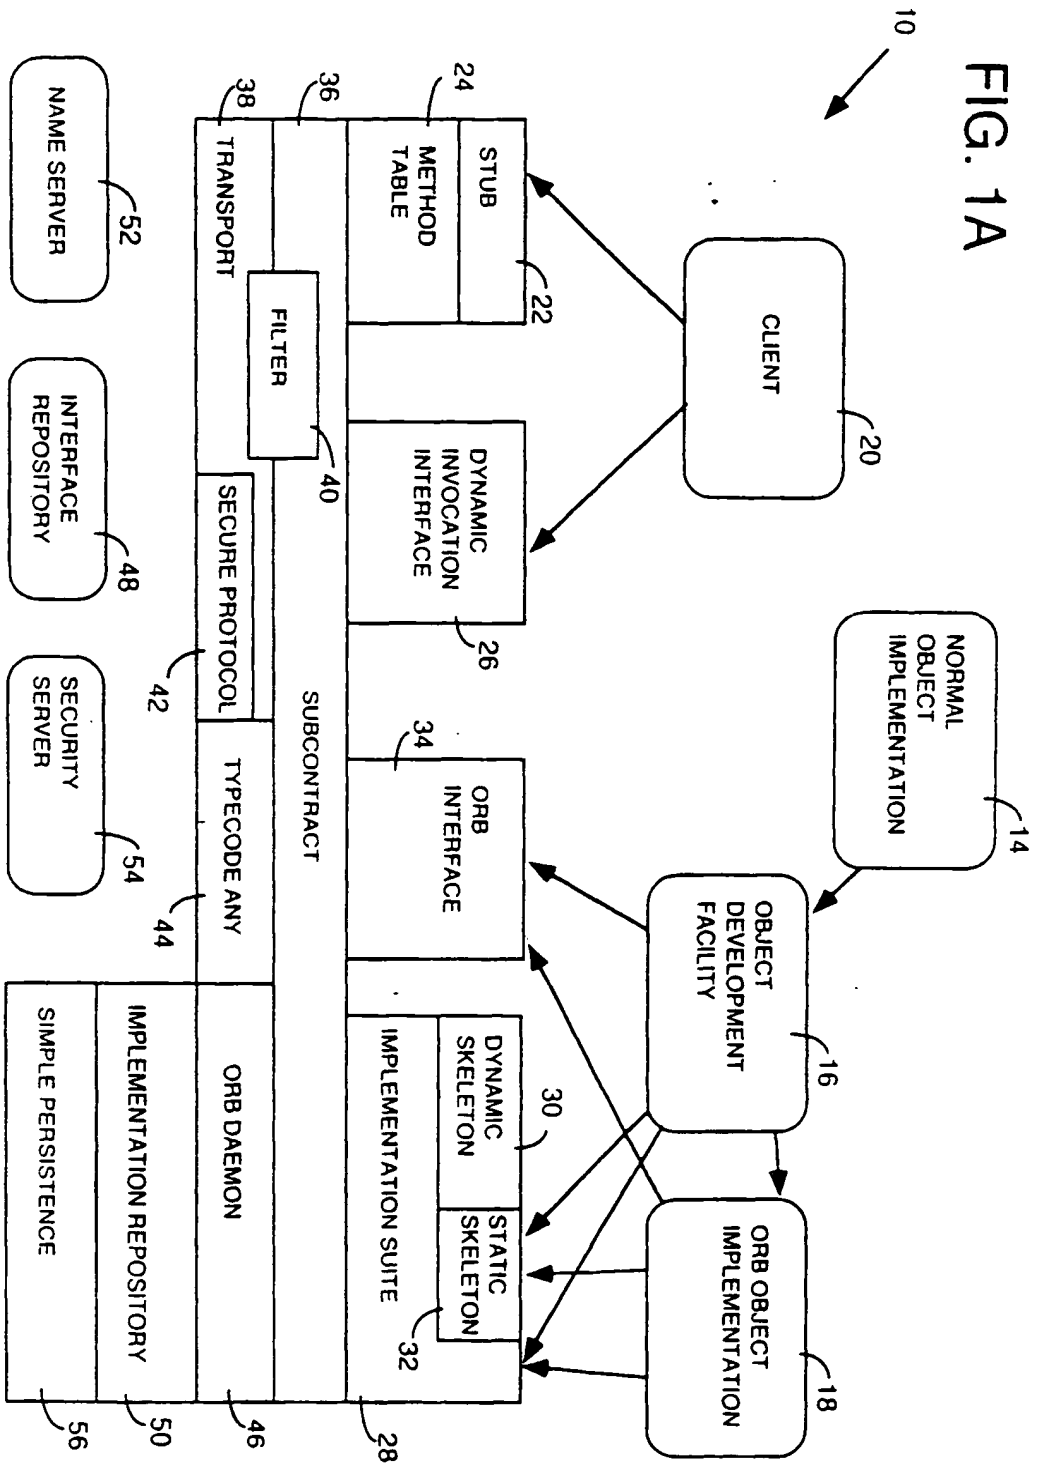 FIG. 1A
10
CLIENT
20
NORMAL
OBJECT
IMPLEMENTATION
14
OBJECT
DEVELOPMENT
FACILITY
16
ORB OBJECT
IMPLEMENTATION
18
STUB
22
METHOD
TABLE
24
DYNAMIC
INVOCATION
INTERFACE
26
ORB
INTERFACE
34
DYNAMIC
SKELETON
30
STATIC
SKELETON
32
IMPLEMENTATION SUITE
28
36
SUBCONTRACT
FILTER
40
38
TRANSPORT
SECURE PROTOCOL
42
TYPECODE ANY
44
ORB DAEMON
46
IMPLEMENTATION REPOSITORY
50
SIMPLE PERSISTENCE
56
NAME SERVER
52
INTERFACE
REPOSITORY
48
SECURITY
SERVER
54